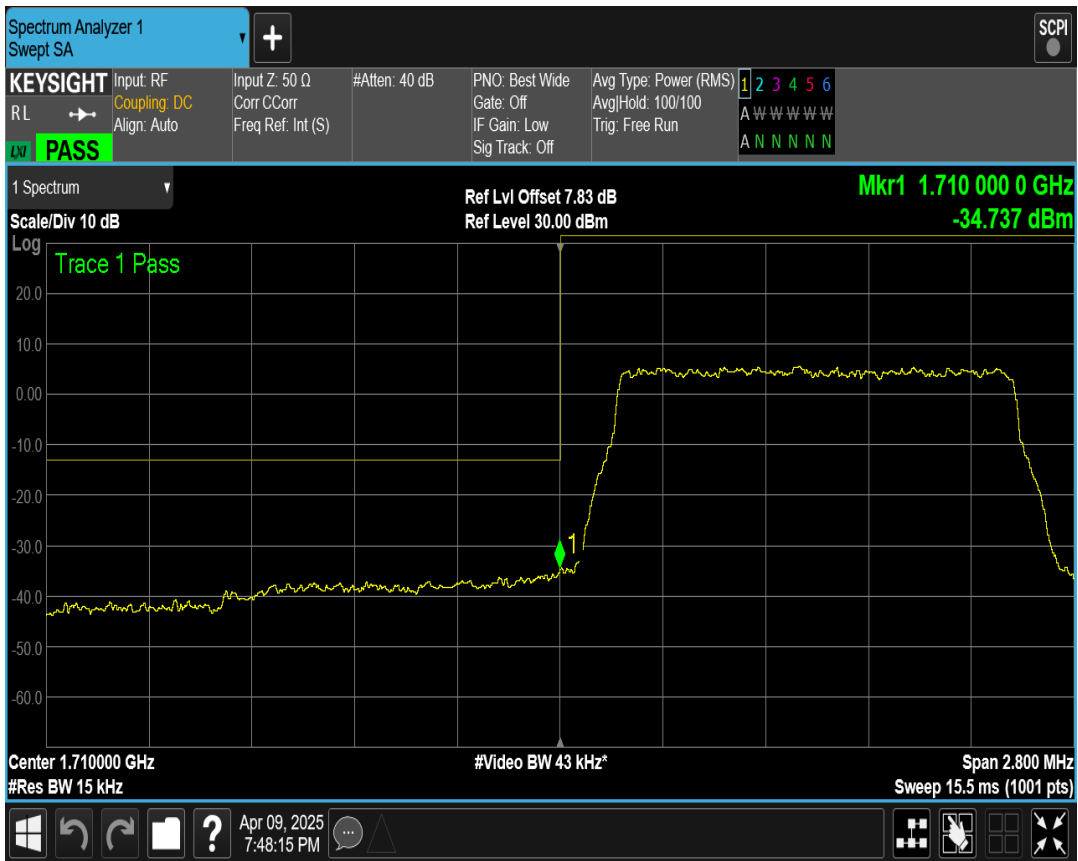 Spectrum Analyzer 1
Swept SA
+
SCPI
KEYSIGHT
R L
LXI PASS
Input: RF
Coupling: DC
Align: Auto
Input Z: 50 Ω
Corr CCorr
Freq Ref: Int (S)
#Atten: 40 dB
PNO: Best Wide
Gate: Off
IF Gain: Low
Sig Track: Off
Avg Type: Power (RMS)
Avg|Hold: 100/100
Trig: Free Run
1 2 3 4 5 6
A W W W W W
A N N N N N
1 Spectrum
Scale/Div 10 dB
Ref Lvl Offset 7.83 dB
Ref Level 30.00 dBm
Mkr1 1.710 000 0 GHz
-34.737 dBm
Log
Trace 1 Pass
20.0
10.0
0.00
-10.0
-20.0
-30.0
-40.0
-50.0
-60.0
1
Center 1.710000 GHz
#Res BW 15 kHz
#Video BW 43 kHz*
Span 2.800 MHz
Sweep 15.5 ms (1001 pts)
?
Apr 09, 2025
7:48:15 PM